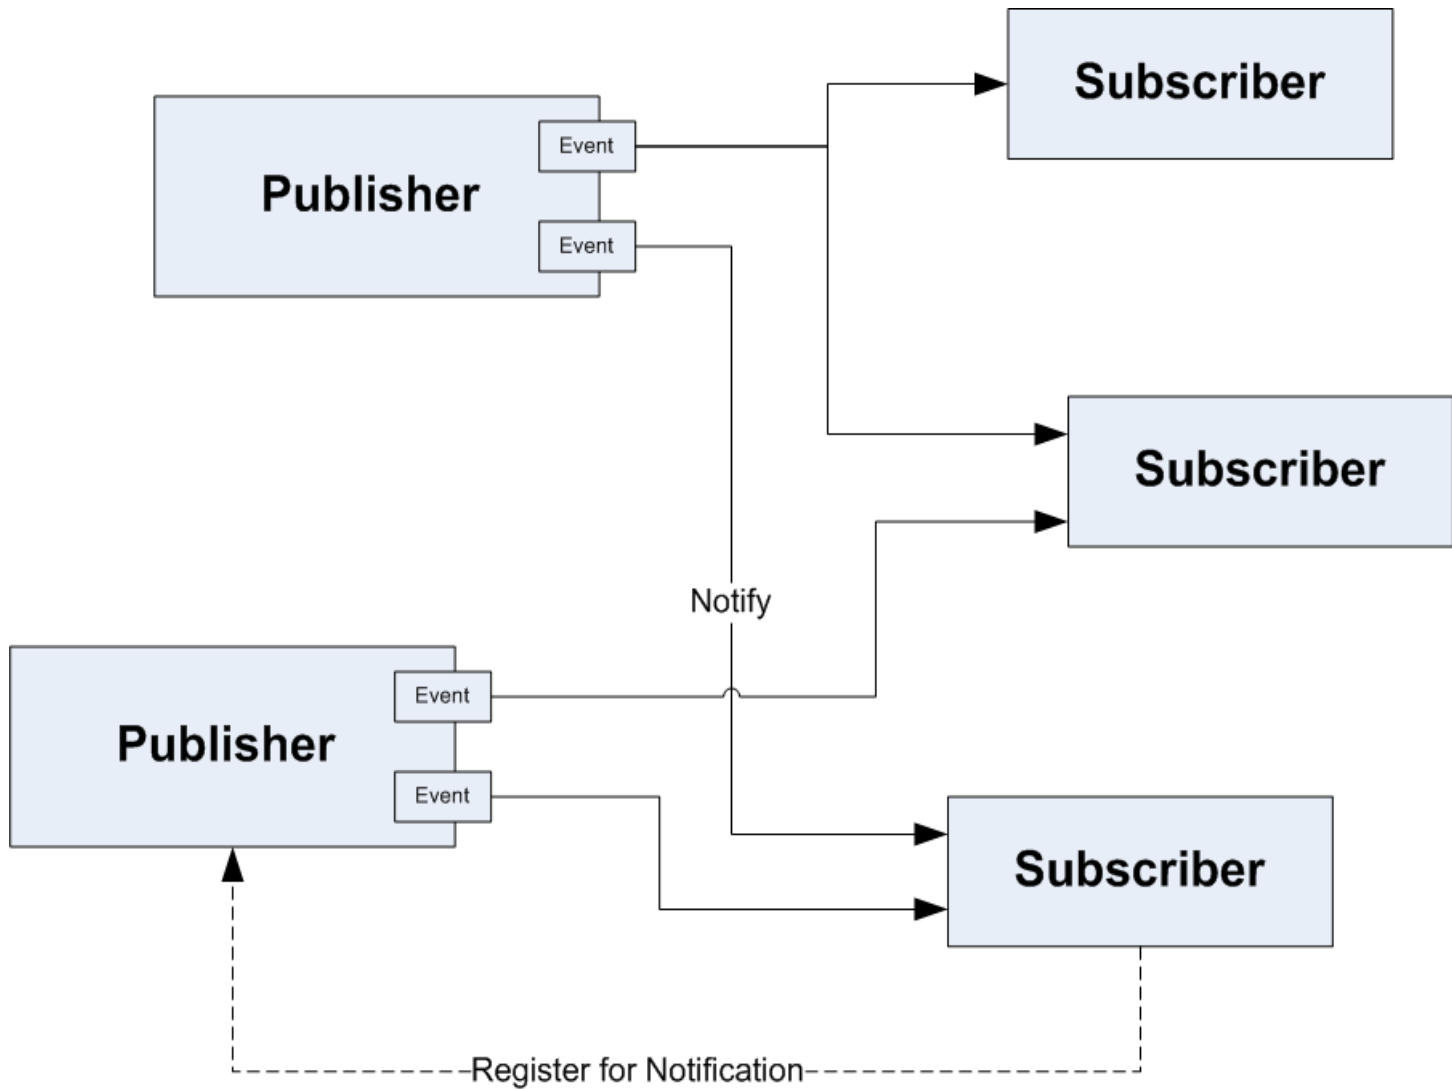 Subscriber
Event
Publisher
Event
Subscriber
Notify
Event
Publisher
Event
Subscriber
Register for Notification